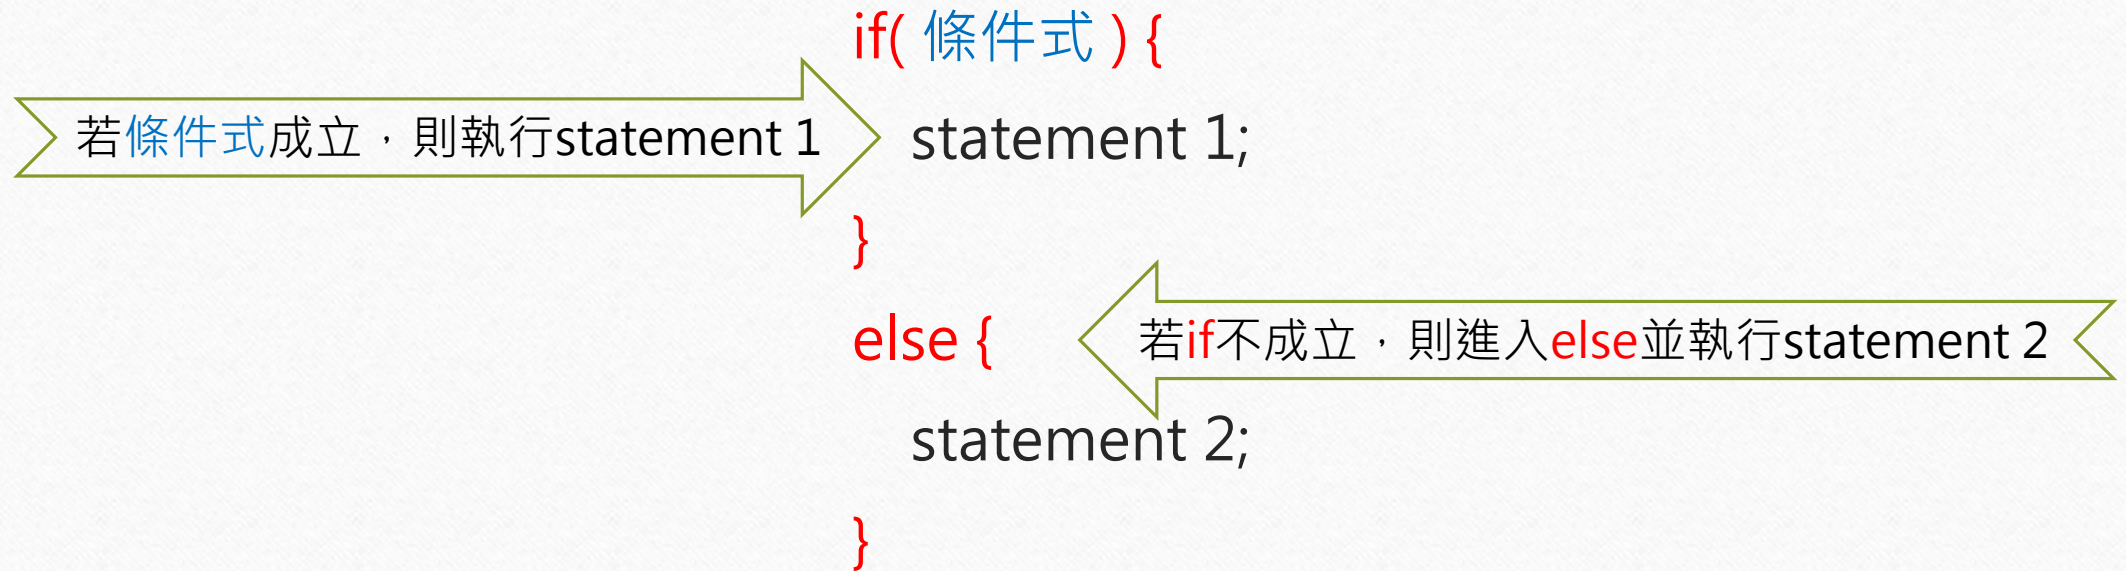 if( 條件式 ) {
若條件式成立，則執行statement 1
statement 1;
}
else {
若if不成立，則進入else並執行statement 2
statement 2;
}